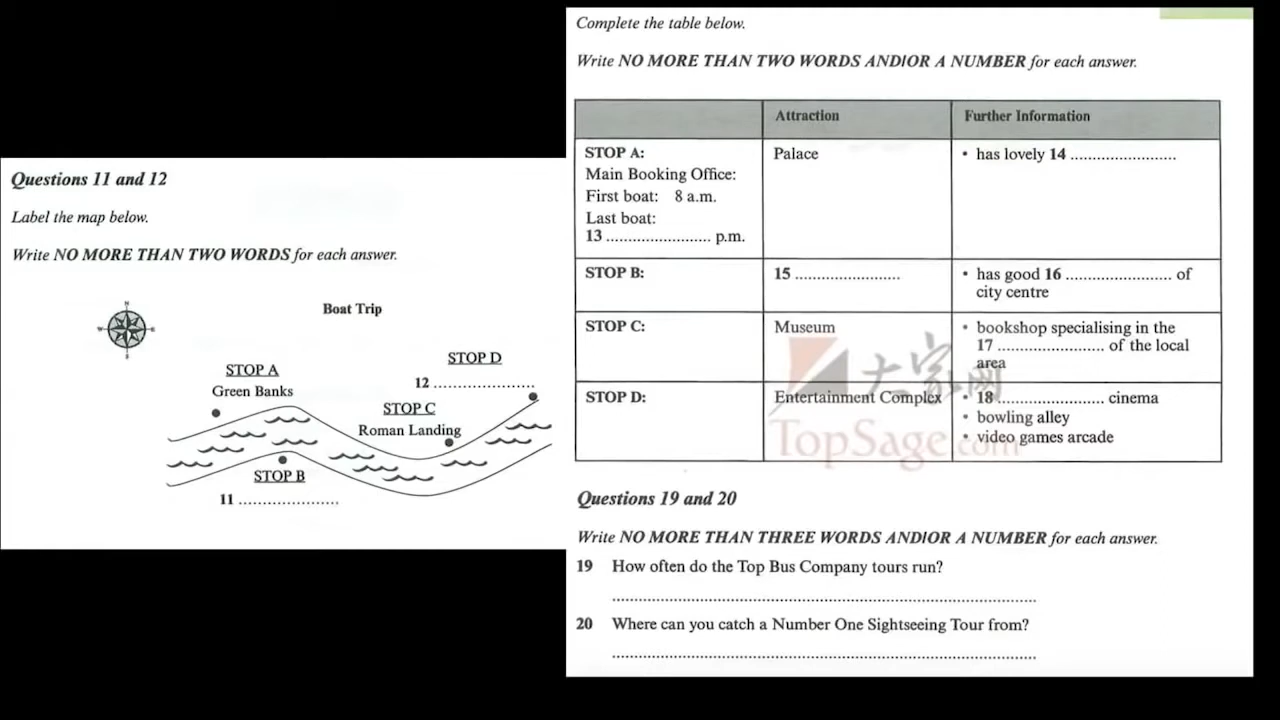 Questions 11 and 12
Label the map below.
Write NO MORE THAN TWO WORDS for each answer.
N
W
E
S
Boat Trip
STOP A
Green Banks
STOP D
12 ........................
STOP C
Roman Landing
STOP B
11 ........................
Complete the table below.
Write NO MORE THAN TWO WORDS AND/OR A NUMBER for each answer.
Attraction
Further Information
STOP A:
Main Booking Office:
First boat: 8 a.m.
Last boat:
13 ........................ p.m.
Palace
• has lovely 14 ........................
STOP B:
15 ........................
• has good 16 ........................ of
city centre
STOP C:
Museum
• bookshop specialising in the
17 ........................ of the local
area
STOP D:
Entertainment Complex
• 18 ........................ cinema
• bowling alley
• video games arcade
大家网
TopSage.com
Questions 19 and 20
Write NO MORE THAN THREE WORDS AND/OR A NUMBER for each answer.
19 How often do the Top Bus Company tours run?
................................................
20 Where can you catch a Number One Sightseeing Tour from?
................................................